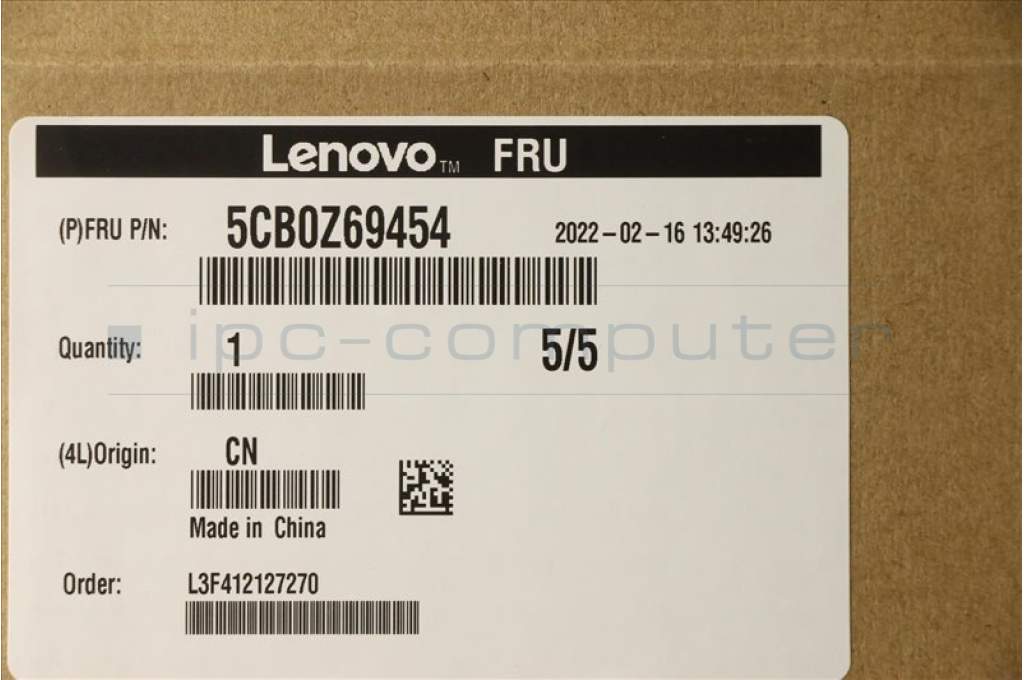 Lenovo™ FRU
(P)FRU P/N: 5CB0Z69454 2022-02-16 13:49:26
ipc-computer
Quantity: 1 5/5
(4L)Origin: CN
Made in China
Order: L3F412127270